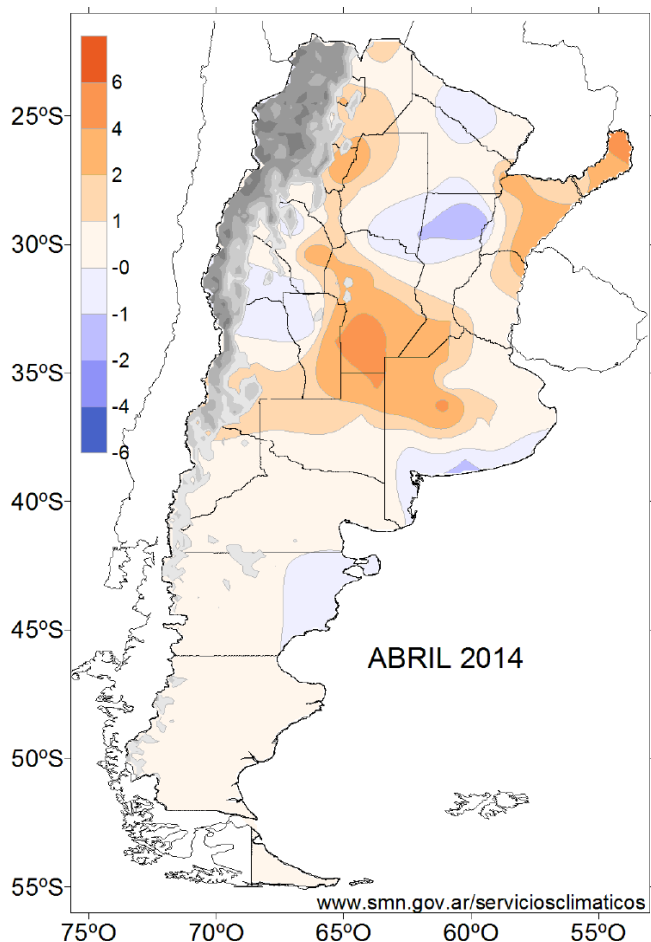 6
4
2
1
-0
-1
-2
-4
-6
25ºS
30ºS
35ºS
40ºS
45ºS
50ºS
55ºS
ABRIL 2014
www.smn.gov.ar/serviciosclimaticos
75ºO
70ºO
65ºO
60ºO
55ºO